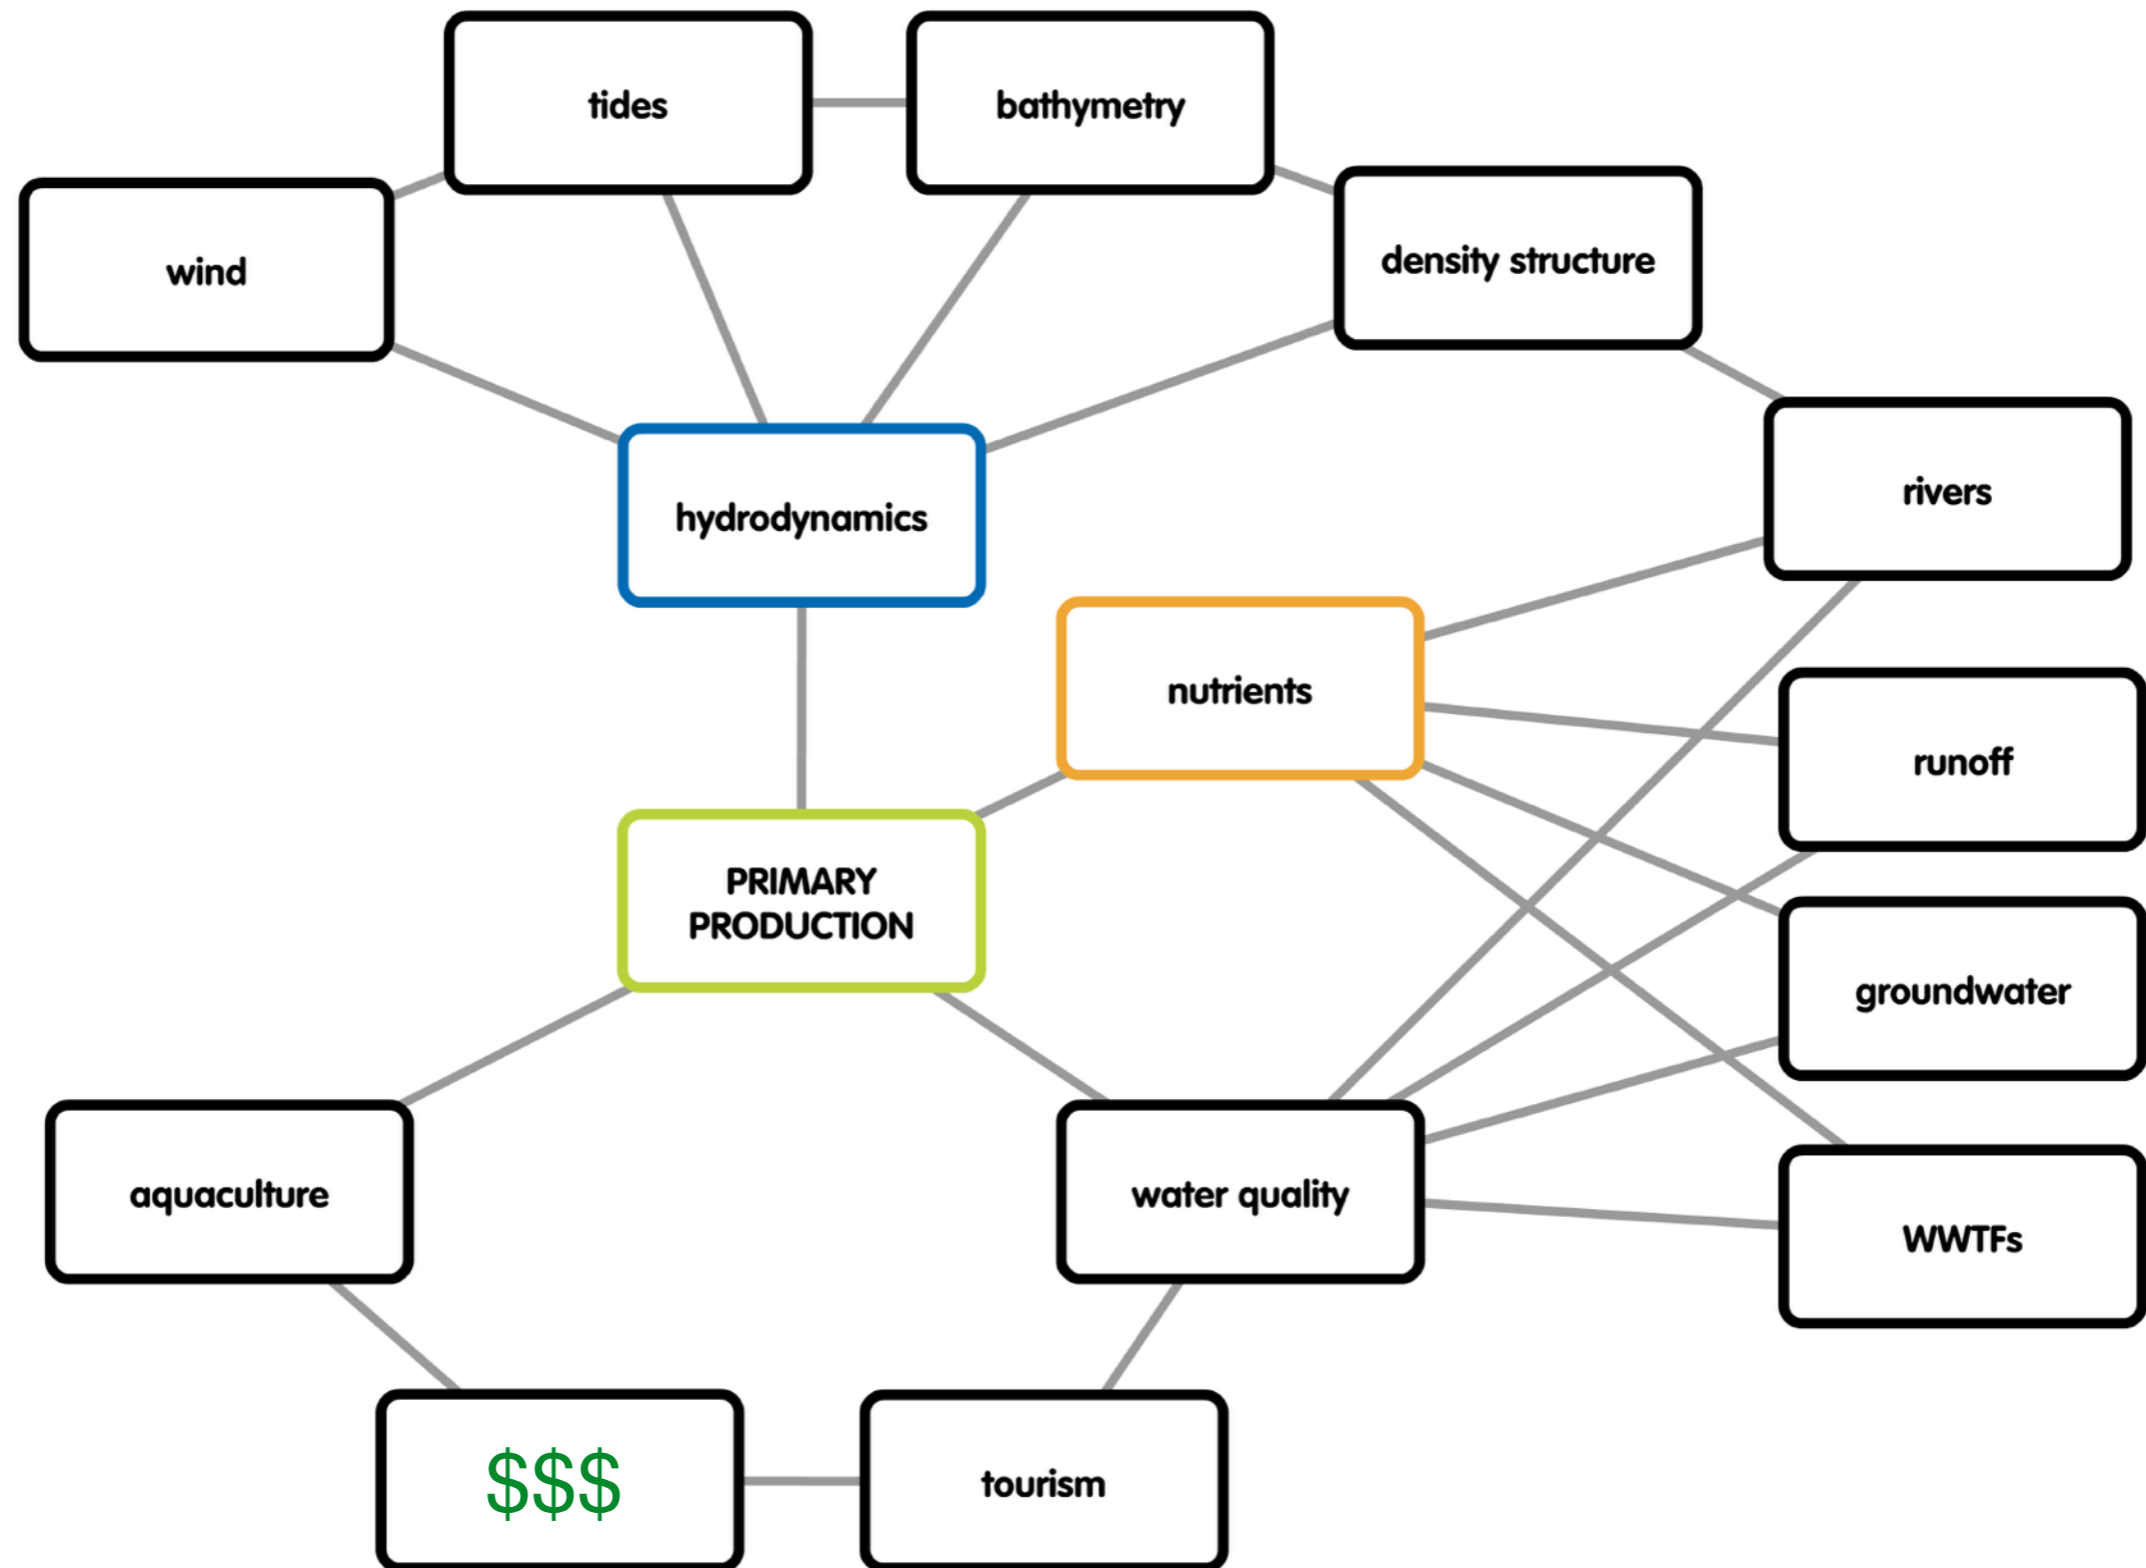 tides
bathymetry
density structure
wind
rivers
hydrodynamics
nutrients
runoff
PRIMARY
PRODUCTION
groundwater
aquaculture
water quality
WWTFs
$$$
tourism